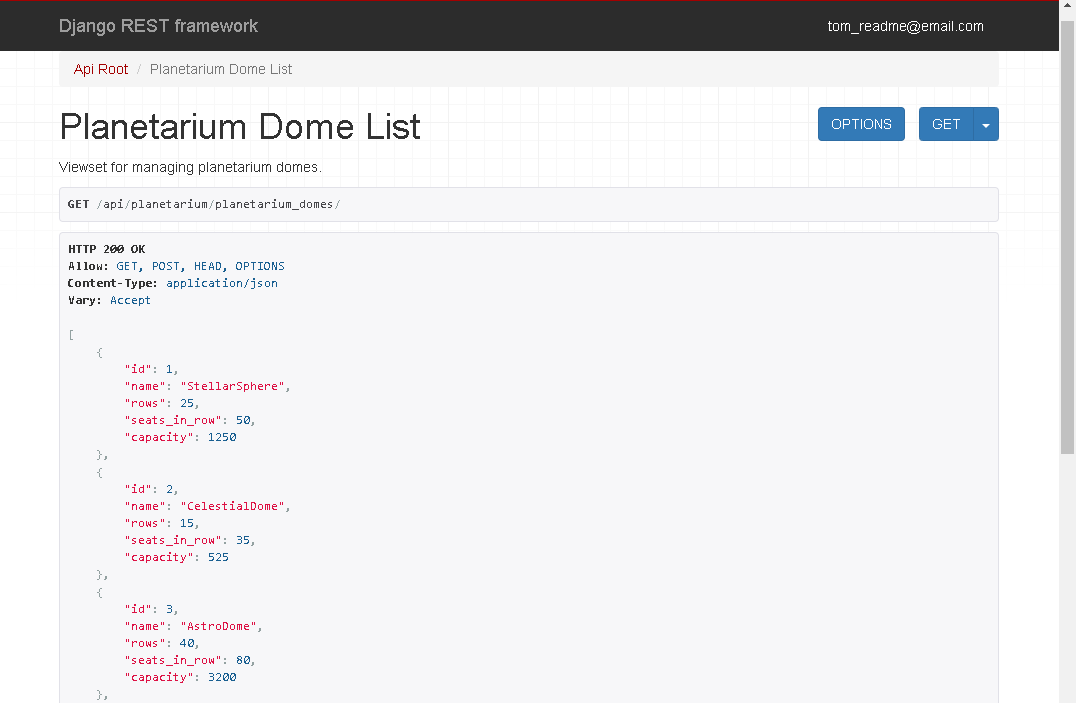 Django REST framework
tom_readme@email.com
Api Root / Planetarium Dome List
Planetarium Dome List
OPTIONS
GET
Viewset for managing planetarium domes.
GET /api/planetarium/planetarium_domes/
HTTP 200 OK
Allow: GET, POST, HEAD, OPTIONS
Content-Type: application/json
Vary: Accept
[
{
"id": 1,
"name": "StellarSphere",
"rows": 25,
"seats_in_row": 50,
"capacity": 1250
},
{
"id": 2,
"name": "CelestialDome",
"rows": 15,
"seats_in_row": 35,
"capacity": 525
},
{
"id": 3,
"name": "AstroDome",
"rows": 40,
"seats_in_row": 80,
"capacity": 3200
},